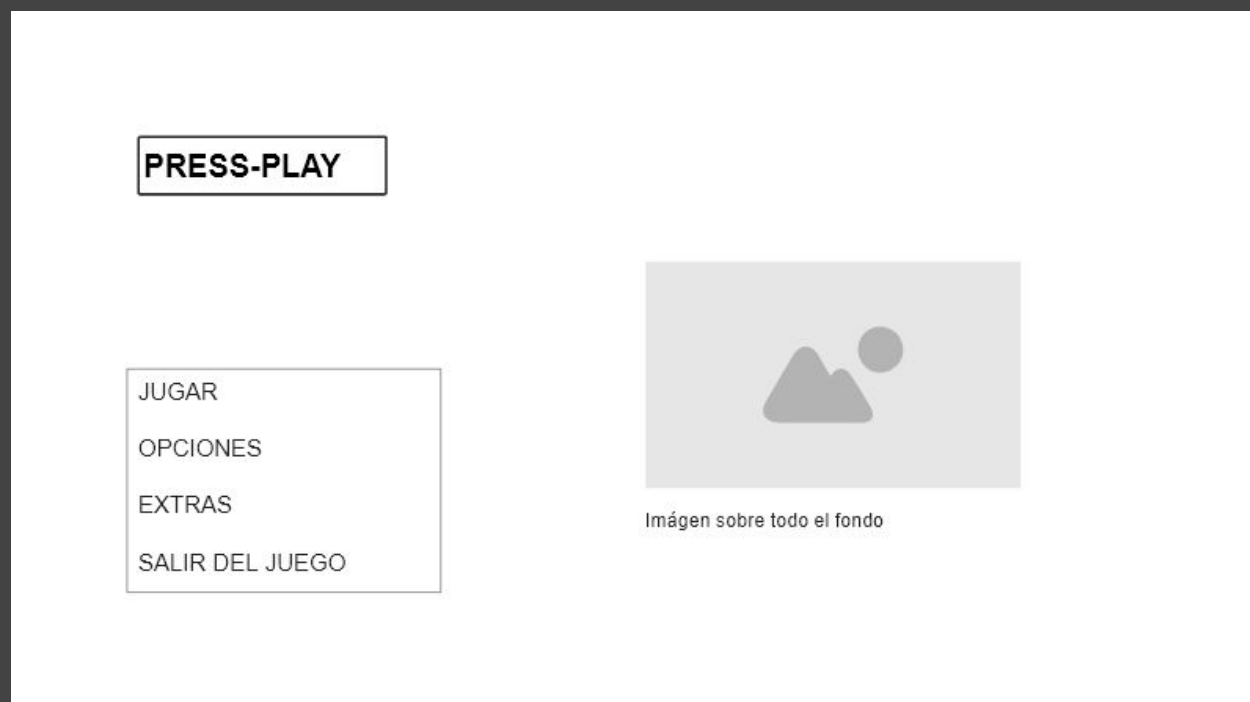 PRESS-PLAY
JUGAR
OPCIONES
EXTRAS
SALIR DEL JUEGO
Imágen sobre todo el fondo